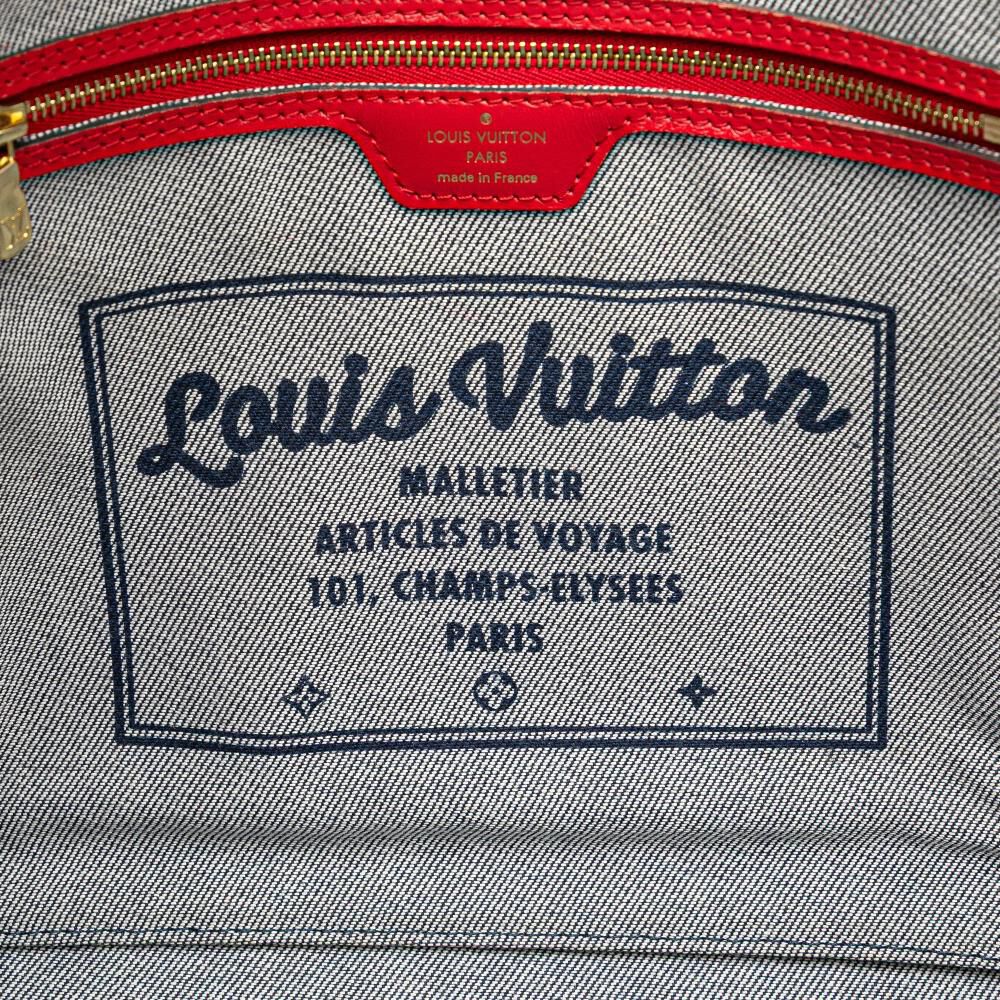 LOUIS VUITTON
PARIS
made in France
Louis Vuitton
MALLETIER
ARTICLES DE VOYAGE
101, CHAMPS-ELYSEES
PARIS